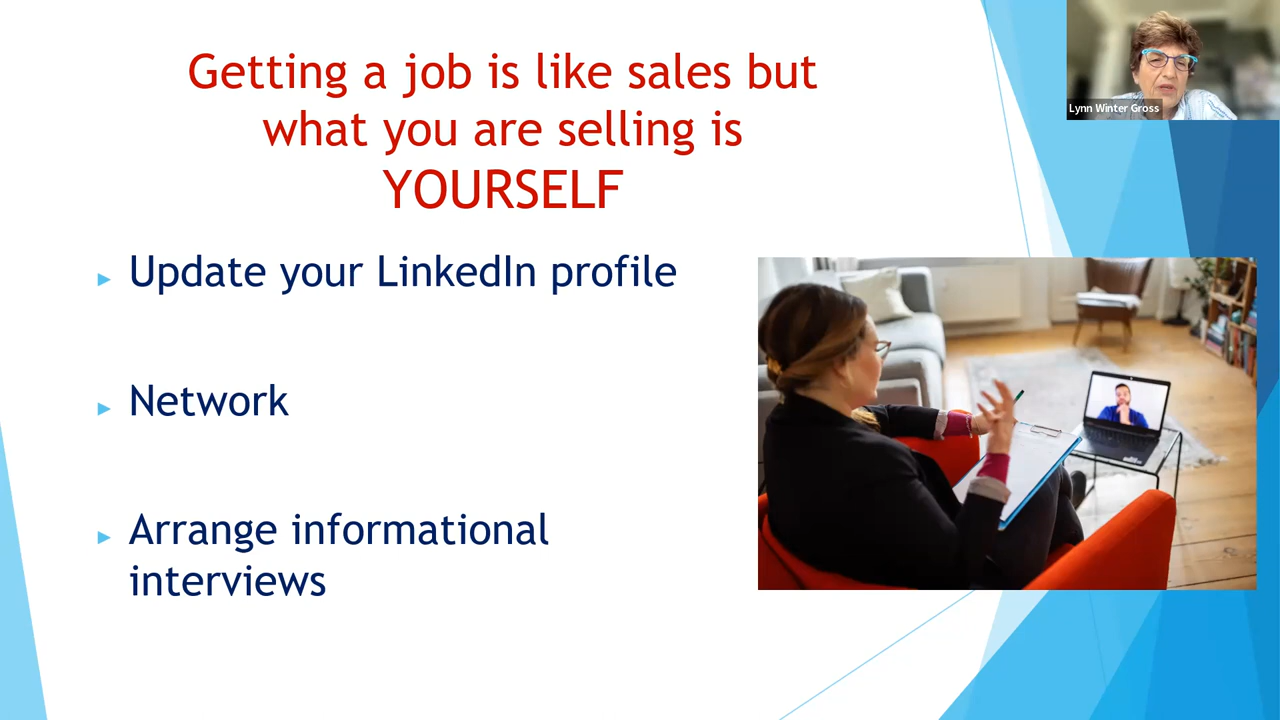 Getting a job is like sales but
what you are selling is
YOURSELF
Lynn Winter Gross
Update your LinkedIn profile
Network
Arrange informational
interviews